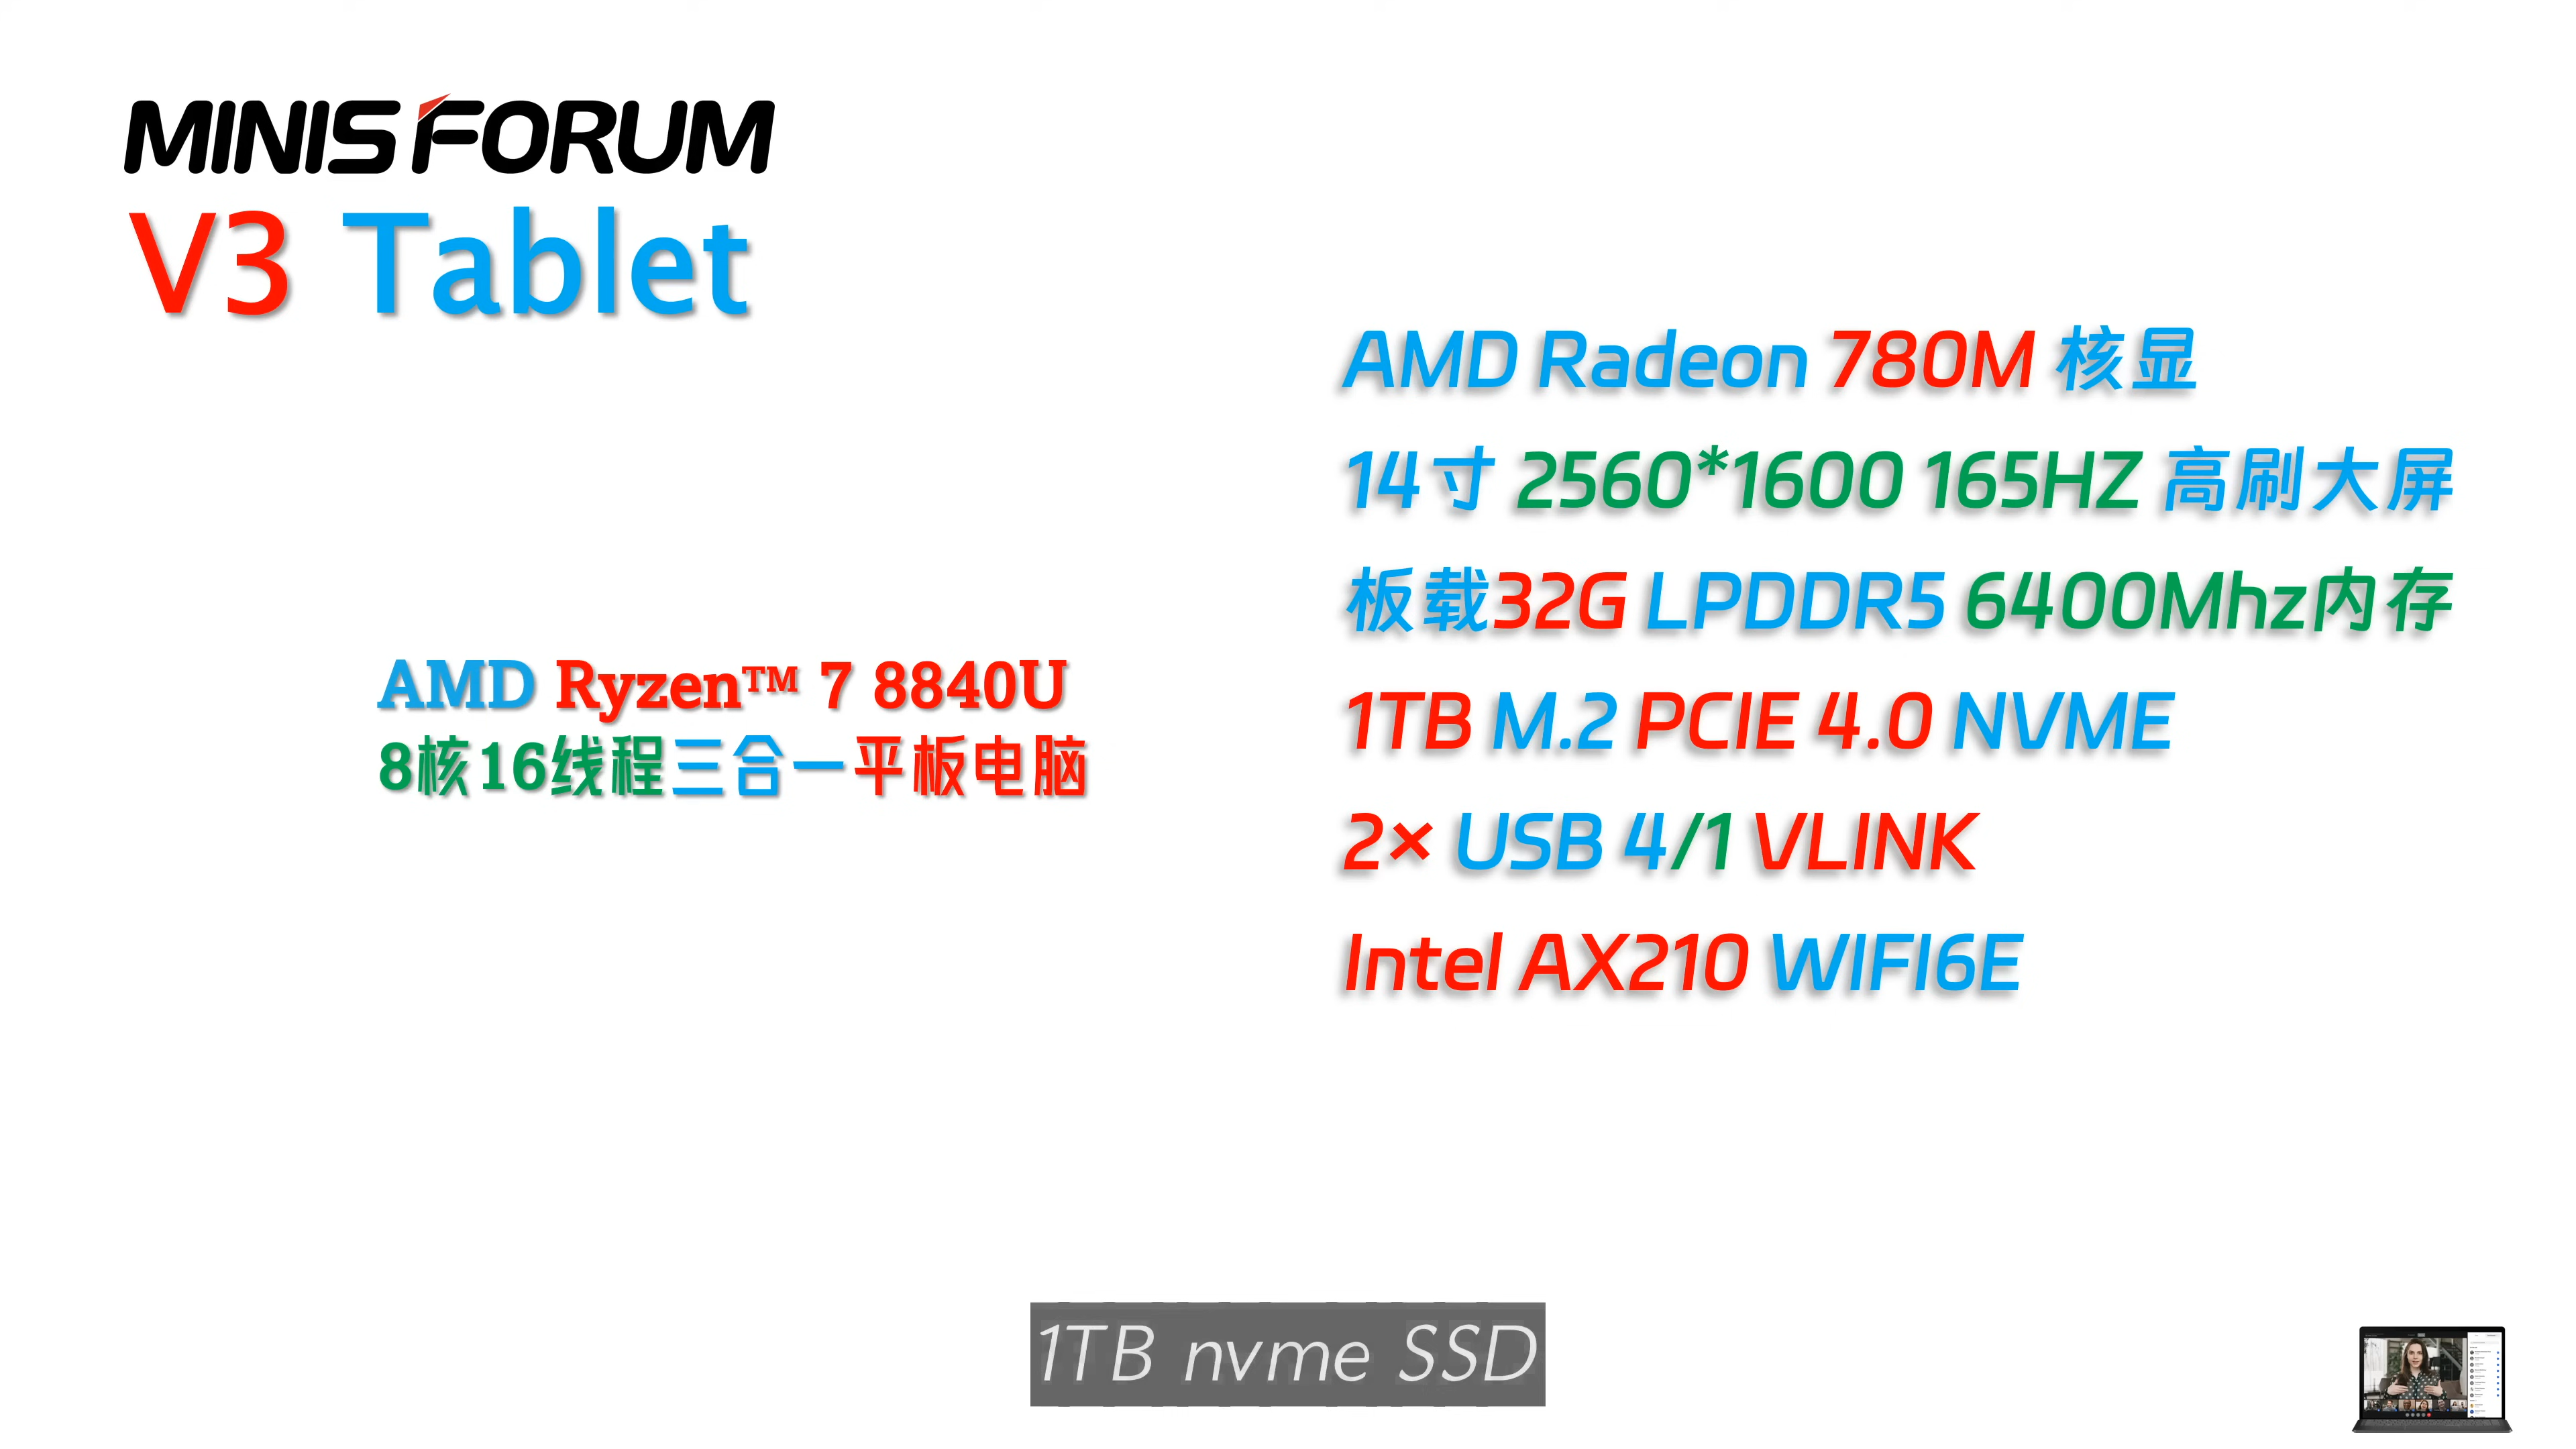 MINISFORUM
V3 Tablet
AMD Ryzen™ 7 8840U
8核16线程三合一平板电脑
AMD Radeon 780M 核显
14寸 2560*1600 165HZ 高刷大屏
板载32G LPDDR5 6400Mhz内存
1TB M.2 PCIE 4.0 NVME
2× USB 4/1 VLINK
Intel AX210 WIFI6E
1TB nvme SSD